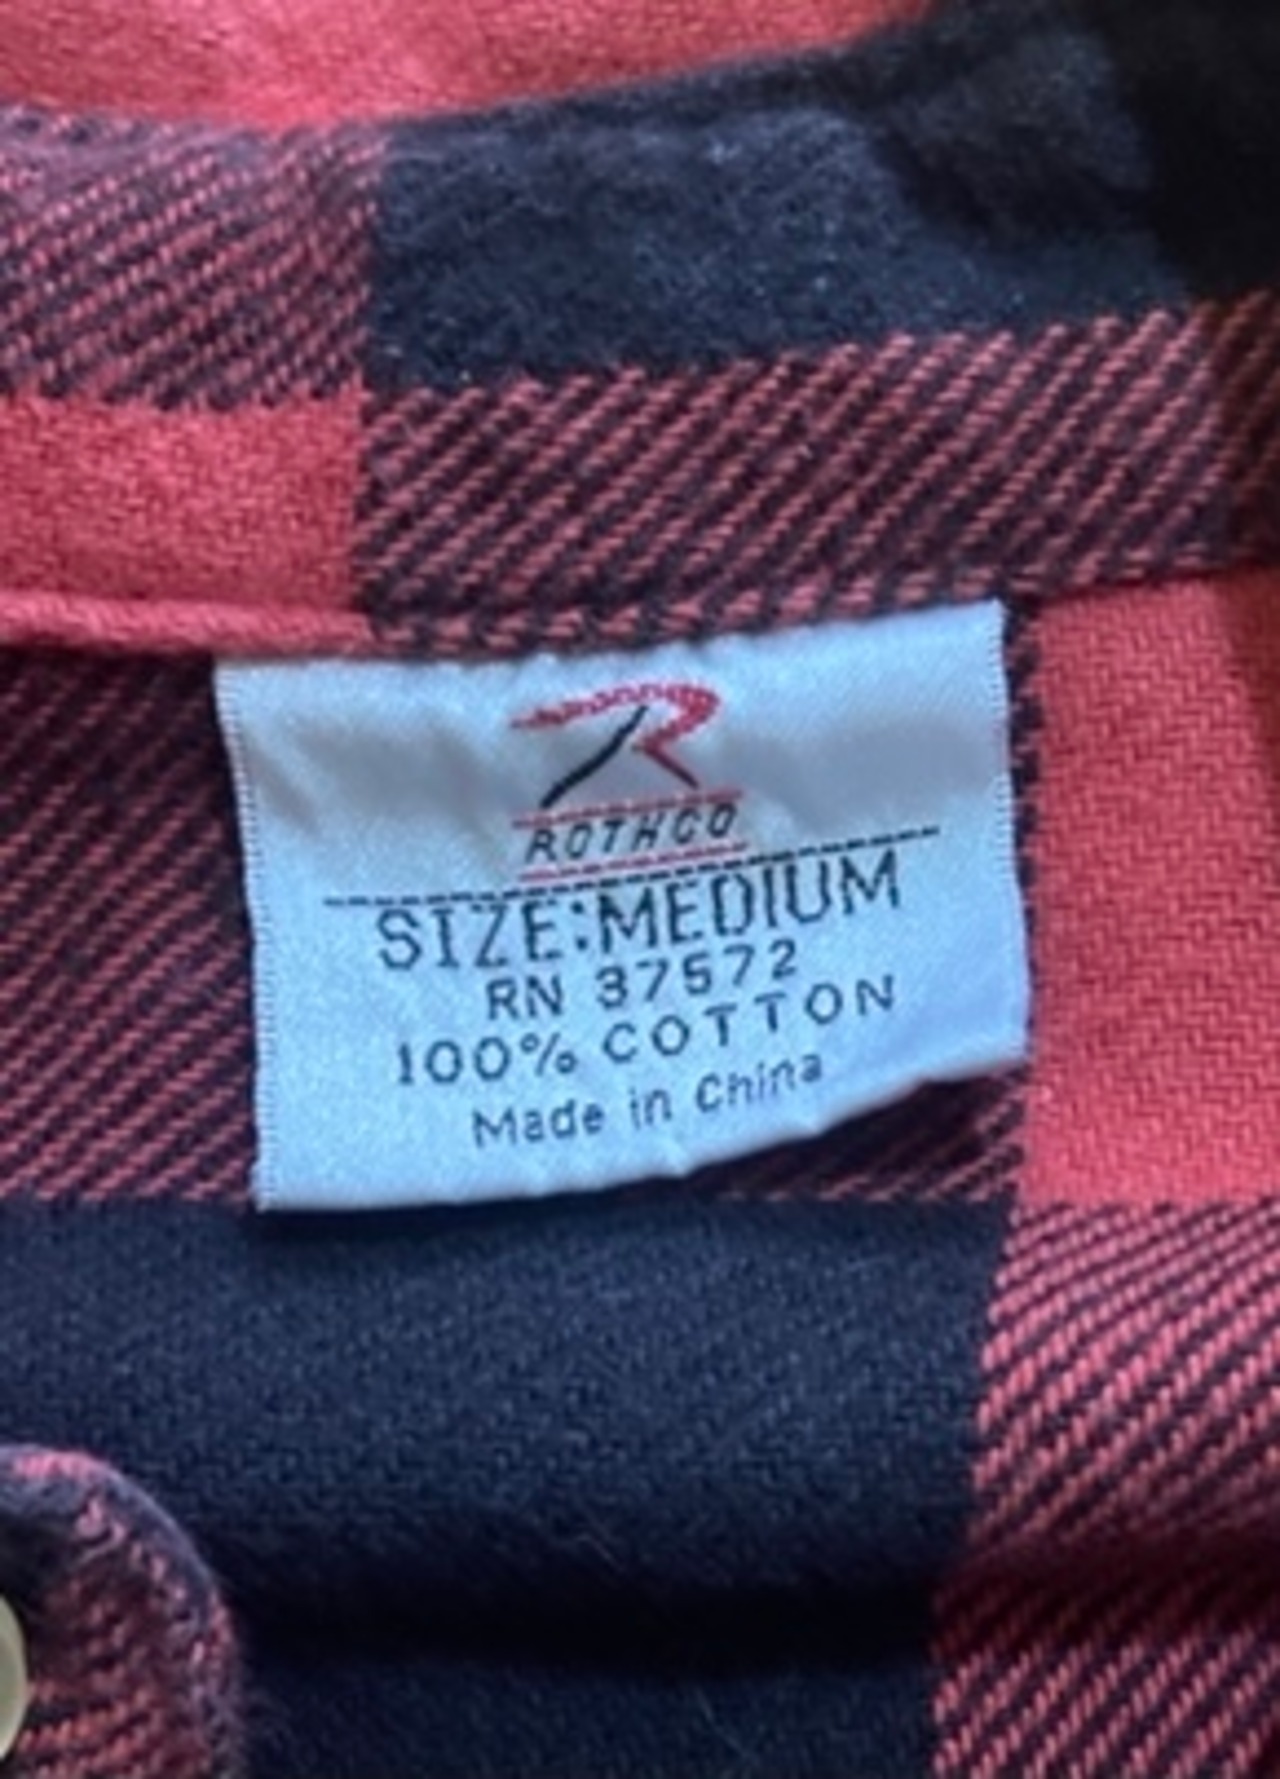 ROTHCO
SIZE:MEDIUM
RN 37572
100% COTTON
Made in China